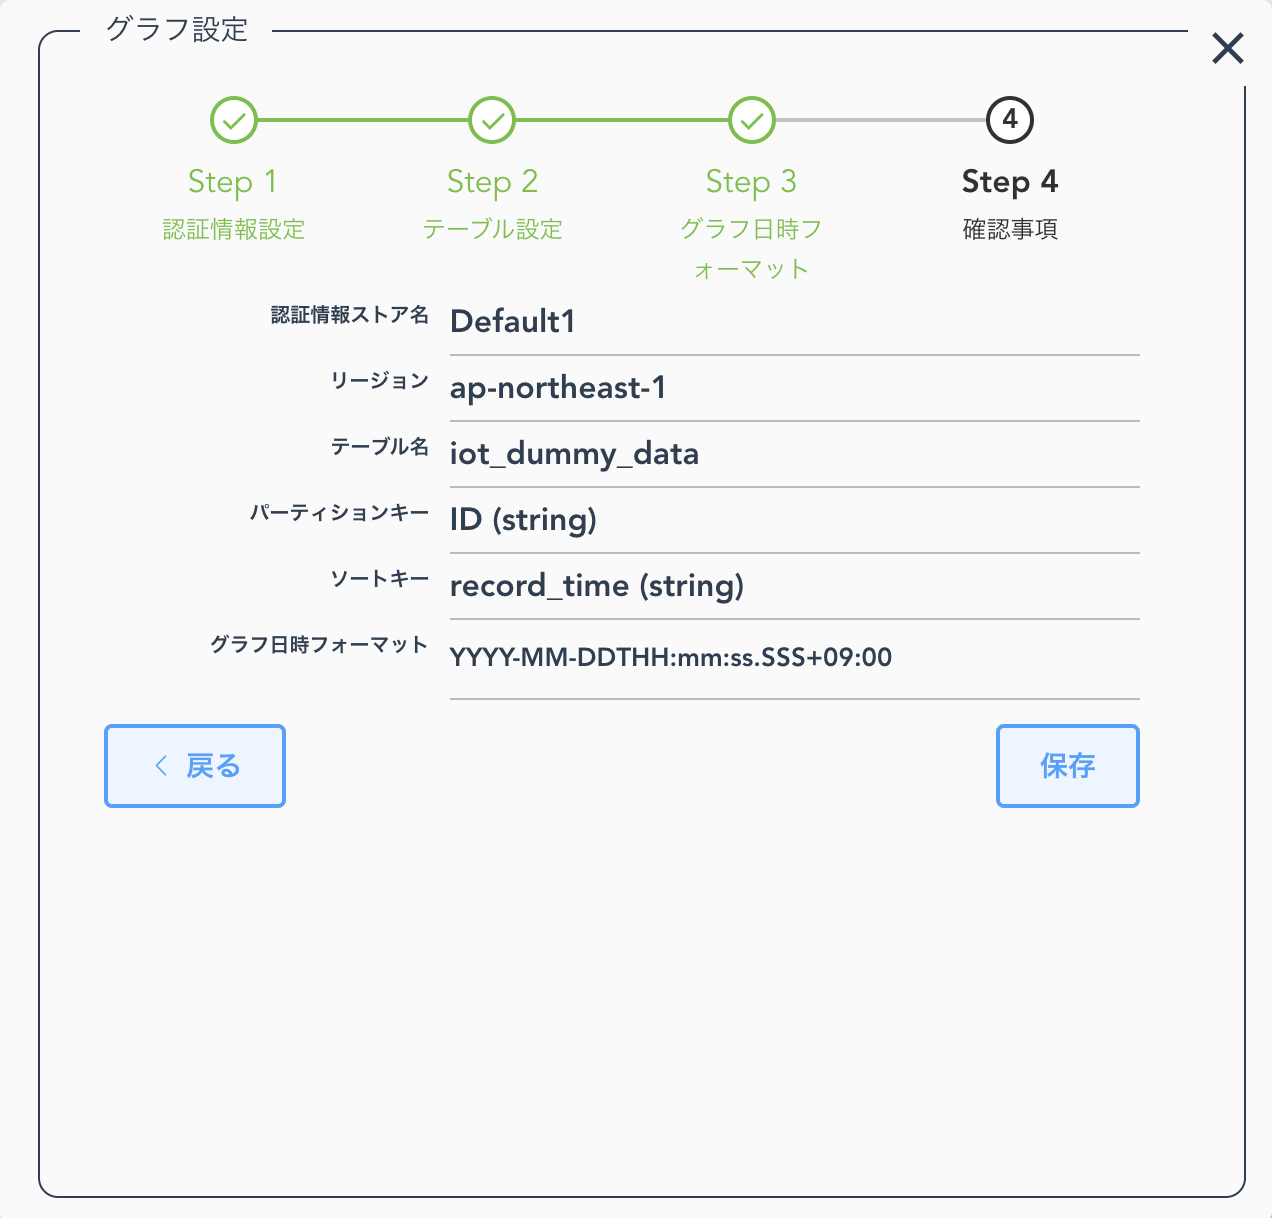 グラフ設定
4
Step 1
Step 2
Step 3
Step 4
認証情報設定
テーブル設定
グラフ日時フ
ォーマット
確認事項
認証情報ストア名
Default1
リージョン
ap-northeast-1
テーブル名
iot_dummy_data
パーティションキー
ID (string)
ソートキー
record_time (string)
グラフ日時フォーマット
YYYY-MM-DDTHH:mm:ss.SSS+09:00
戻る
保存